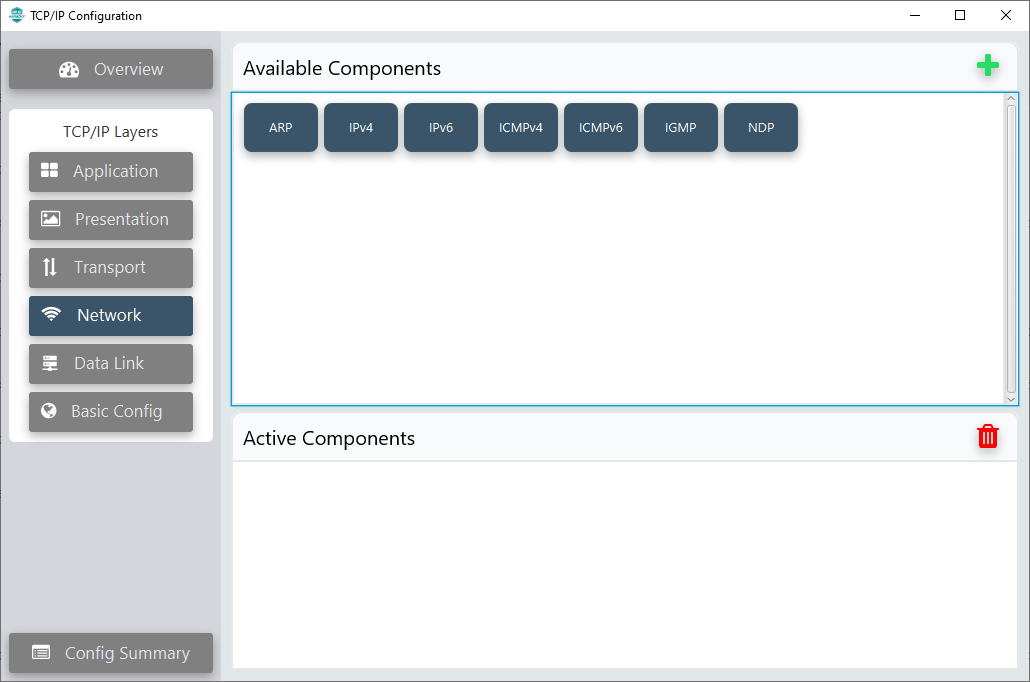 TCP/IP Configuration
Overview
TCP/IP Layers
Application
Presentation
Transport
Network
Data Link
Basic Config
Config Summary
Available Components
ARP IPv4 IPv6 ICMPv4 ICMPv6 IGMP NDP
Active Components